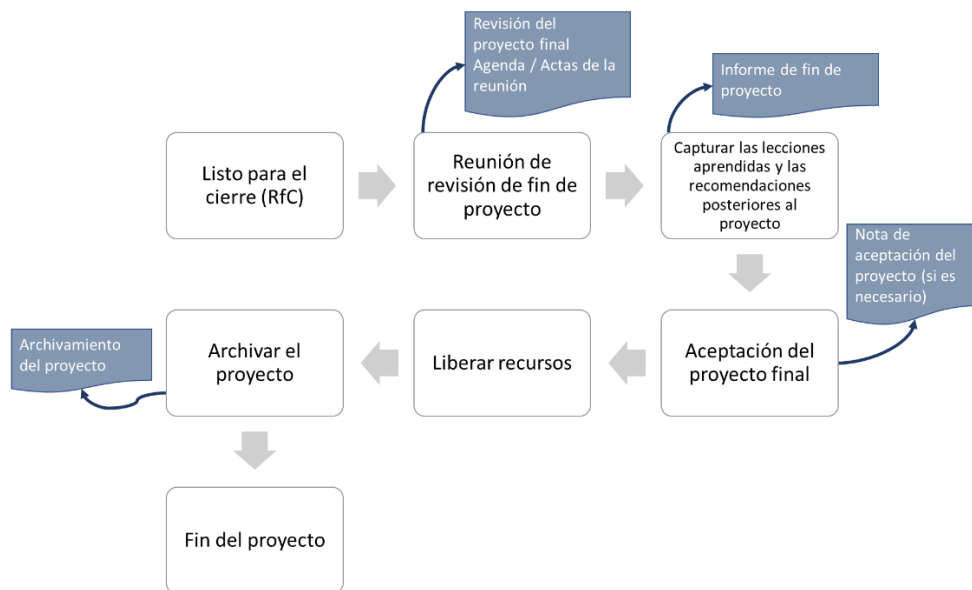 Revisión del
proyecto final
Agenda / Actas de la
reunión
Informe de fin de
proyecto
Listo para el
cierre (RfC)
Reunión de
revisión de fin de
proyecto
Capturar las lecciones
aprendidas y las
recomendaciones
posteriores al
proyecto
Nota de
aceptación del
proyecto (si es
necesario)
Aceptación del
proyecto final
Liberar recursos
Archivar el
proyecto
Archivamiento
del proyecto
Fin del proyecto